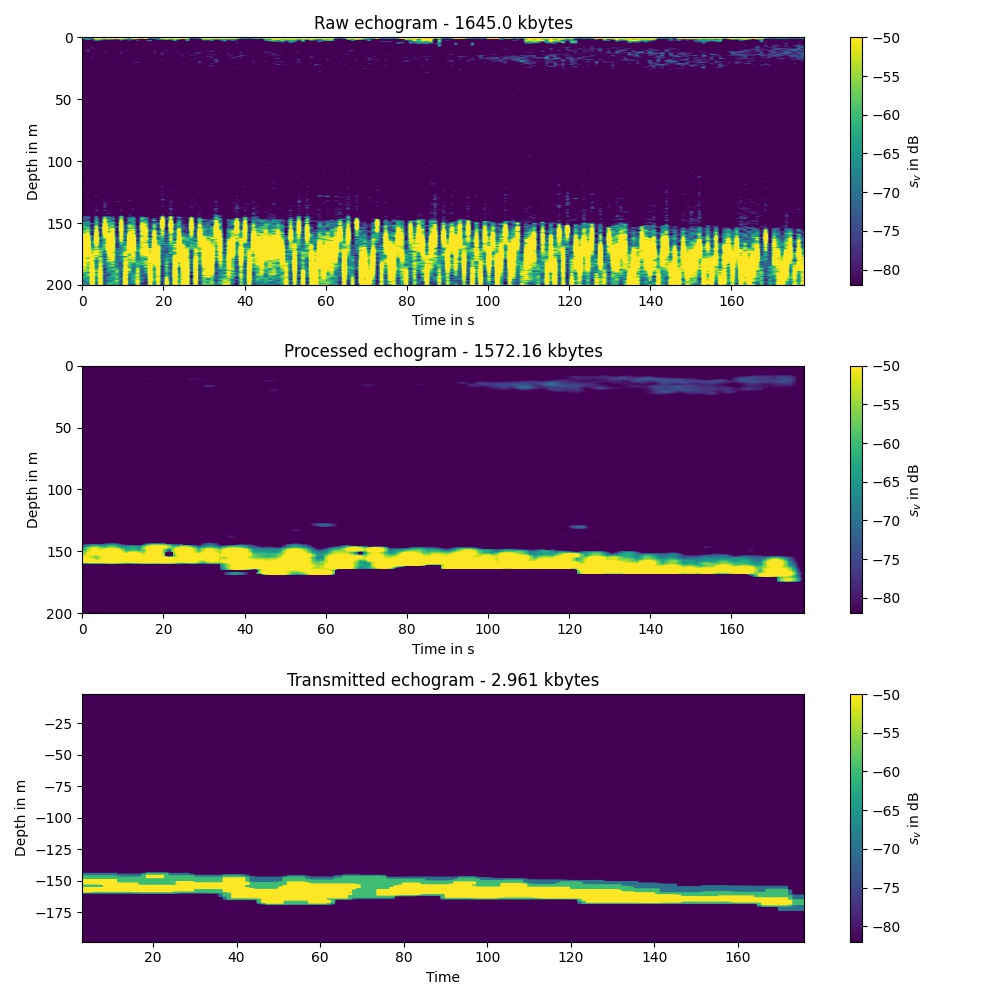 Raw echogram - 1645.0 kbytes
0
50
100
150
200
Depth in m
0 20 40 60 80 100 120 140 160
Time in s
−50
−55
−60
−65
−70
−75
−80
sv in dB
Processed echogram - 1572.16 kbytes
0
50
100
150
200
Depth in m
0 20 40 60 80 100 120 140 160
Time in s
−50
−55
−60
−65
−70
−75
−80
sv in dB
Transmitted echogram - 2.961 kbytes
−25
−50
−75
−100
−125
−150
−175
Depth in m
20 40 60 80 100 120 140 160
Time
−50
−55
−60
−65
−70
−75
−80
sv in dB